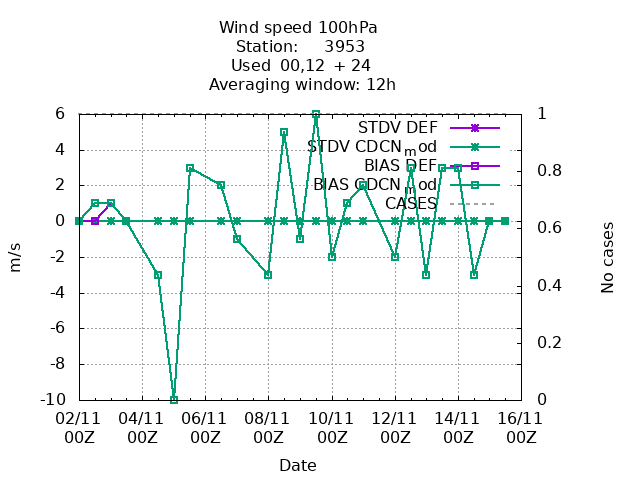 Wind speed 100hPa
Station: 3953
Used 00,12 + 24
Averaging window: 12h
6 1
4 0.8
2
0 0.6
-2
-4 0.4
-6 0.2
-8
-10 0
STDV DEF
STDV CDCNmod
BIAS DEF
BIAS CDCNmod
CASES
m/s
No cases
02/11 04/11 06/11 08/11 10/11 12/11 14/11 16/11
00Z 00Z 00Z 00Z 00Z 00Z 00Z 00Z
Date